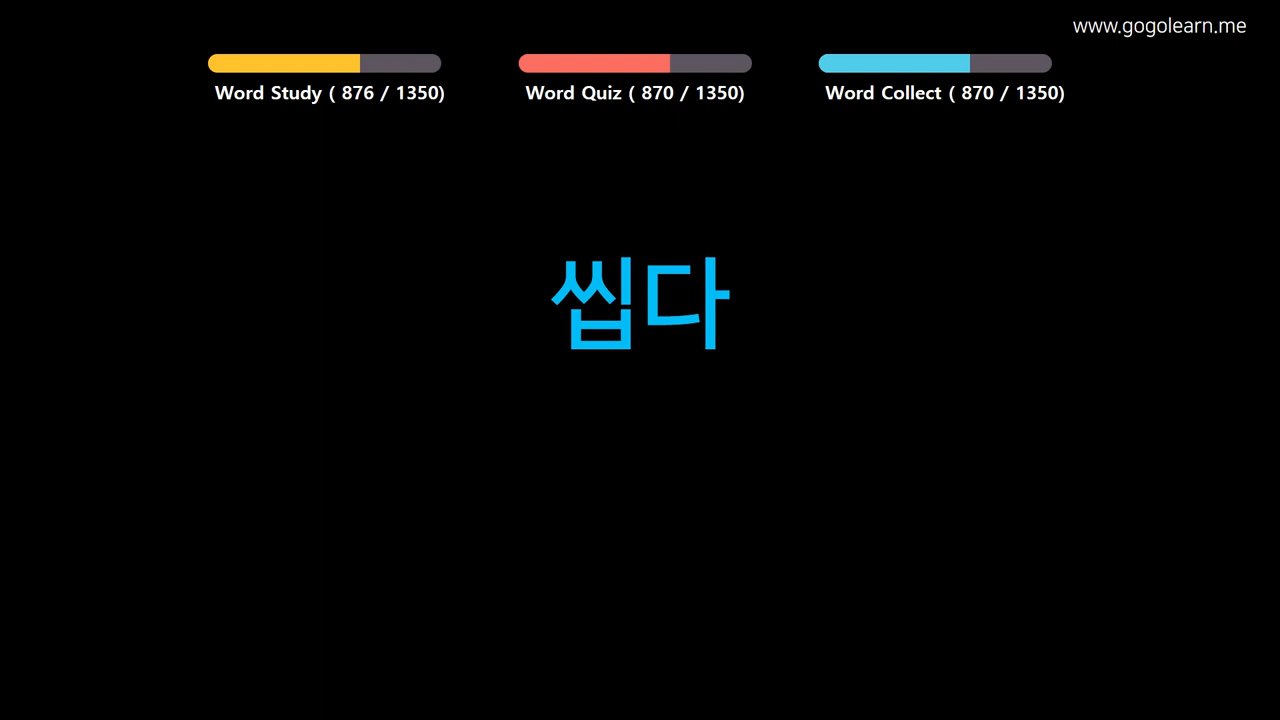 www.gogolearn.me
Word Study ( 876 / 1350)
Word Quiz ( 870 / 1350)
Word Collect ( 870 / 1350)
씹다